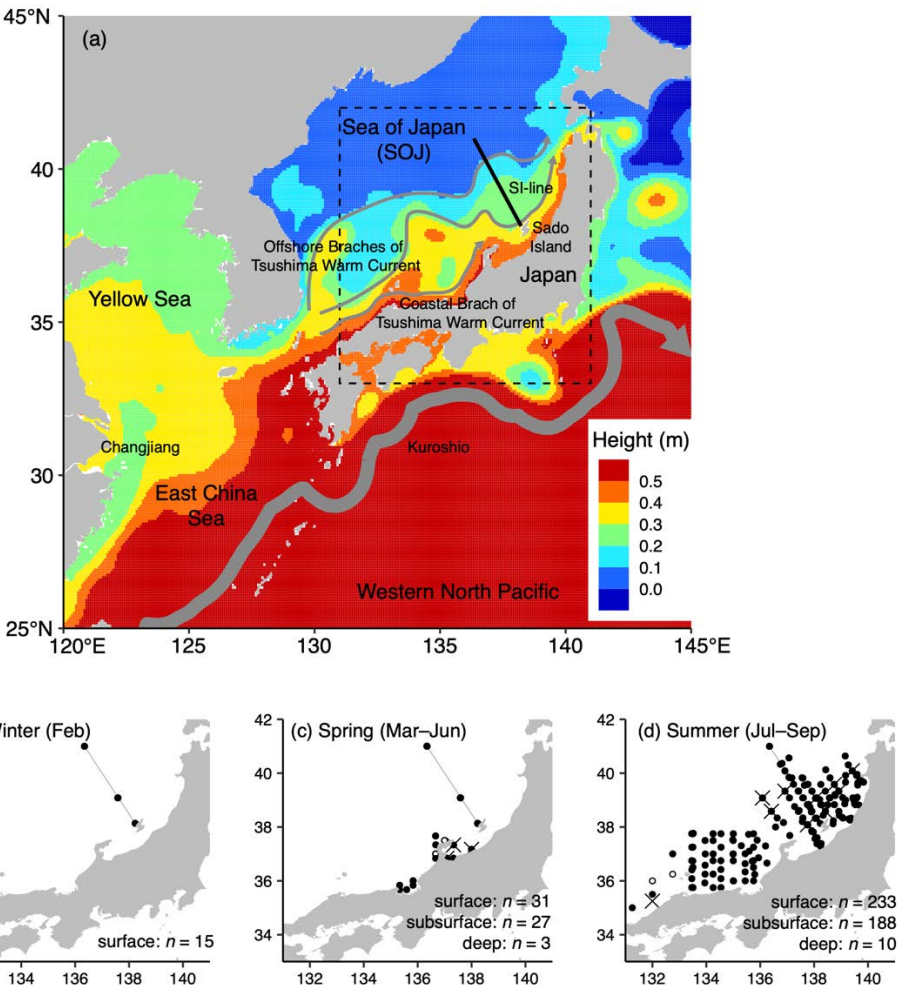 45°N
(a)
Sea of Japan
(SOJ)
40
SI-line
Sado
Island
Offshore Braches of
Tsushima Warm Current
Japan
Yellow Sea
Coastal Brach of
Tsushima Warm Current
35
Height (m)
Changjiang
Kuroshio
0.5
30
0.4
East China
Sea
0.3
0.2
0.1
Western North Pacific
0.0
25°N
120°E 125 130 135 140 145°E
inter (Feb)
surface: n = 15
134 136 138 140
42
(c) Spring (Mar–Jun)
40
38
36
34
surface: n = 31
subsurface: n = 27
deep: n = 3
132 134 136 138 140
42
(d) Summer (Jul–Sep)
40
38
36
34
surface: n = 233
subsurface: n = 188
deep: n = 10
132 134 136 138 140